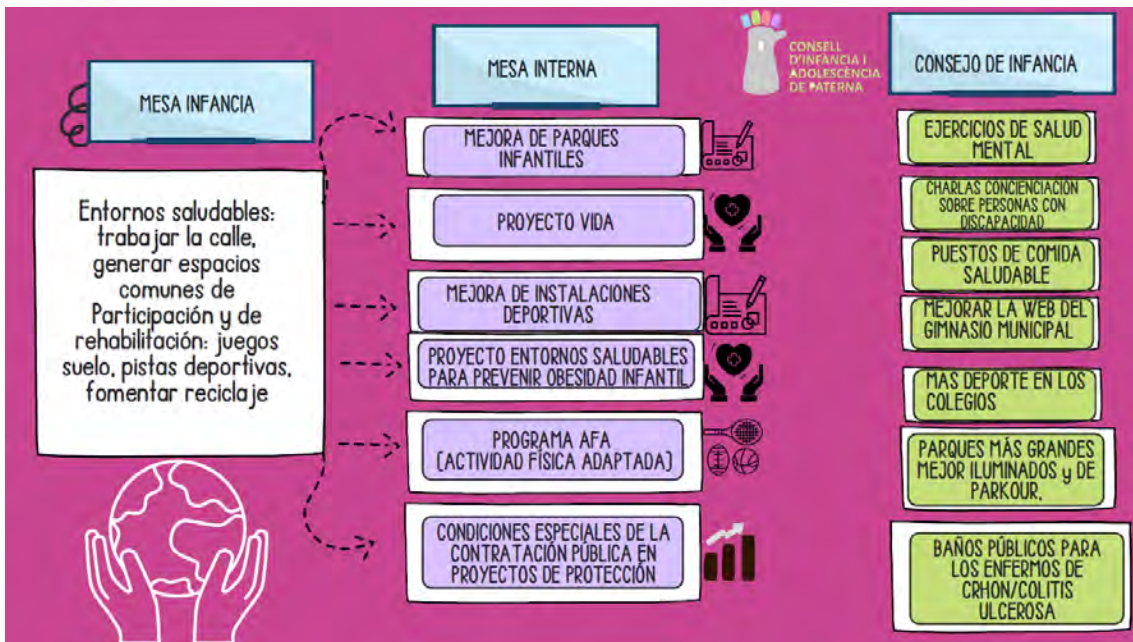 MESA INFANCIA
Entornos saludables:
trabajar la calle,
generar espacios
comunes de
Participación y de
rehabilitación: juegos
suelo, pistas deportivas,
fomentar reciclaje
MESA INTERNA
MEJORA DE PARQUES
INFANTILES
PROYECTO VIDA
MEJORA DE INSTALACIONES
DEPORTIVAS
PROYECTO ENTORNOS SALUDABLES
PARA PREVENIR OBESIDAD INFANTIL
PROGRAMA AFA
(ACTIVIDAD FÍSICA ADAPTADA)
CONDICIONES ESPECIALES DE LA
CONTRATACIÓN PÚBLICA EN
PROYECTOS DE PROTECCIÓN
CONSELL
D'INFÀNCIA I
ADOLESCÈNCIA
DE PATERNA
CONSEJO DE INFANCIA
EJERCICIOS DE SALUD
MENTAL
CHARLAS CONCIENCIACIÓN
SOBRE PERSONAS CON
DISCAPACIDAD
PUESTOS DE COMIDA
SALUDABLE
MEJORAR LA WEB DEL
GIMNASIO MUNICIPAL
MAS DEPORTE EN LOS
COLEGIOS
PARQUES MÁS GRANDES
MEJOR ILUMINADOS y DE
PARKOUR.
BAÑOS PÚBLICOS PARA
LOS ENFERMOS DE
CRHON/COLITIS
ULCEROSA